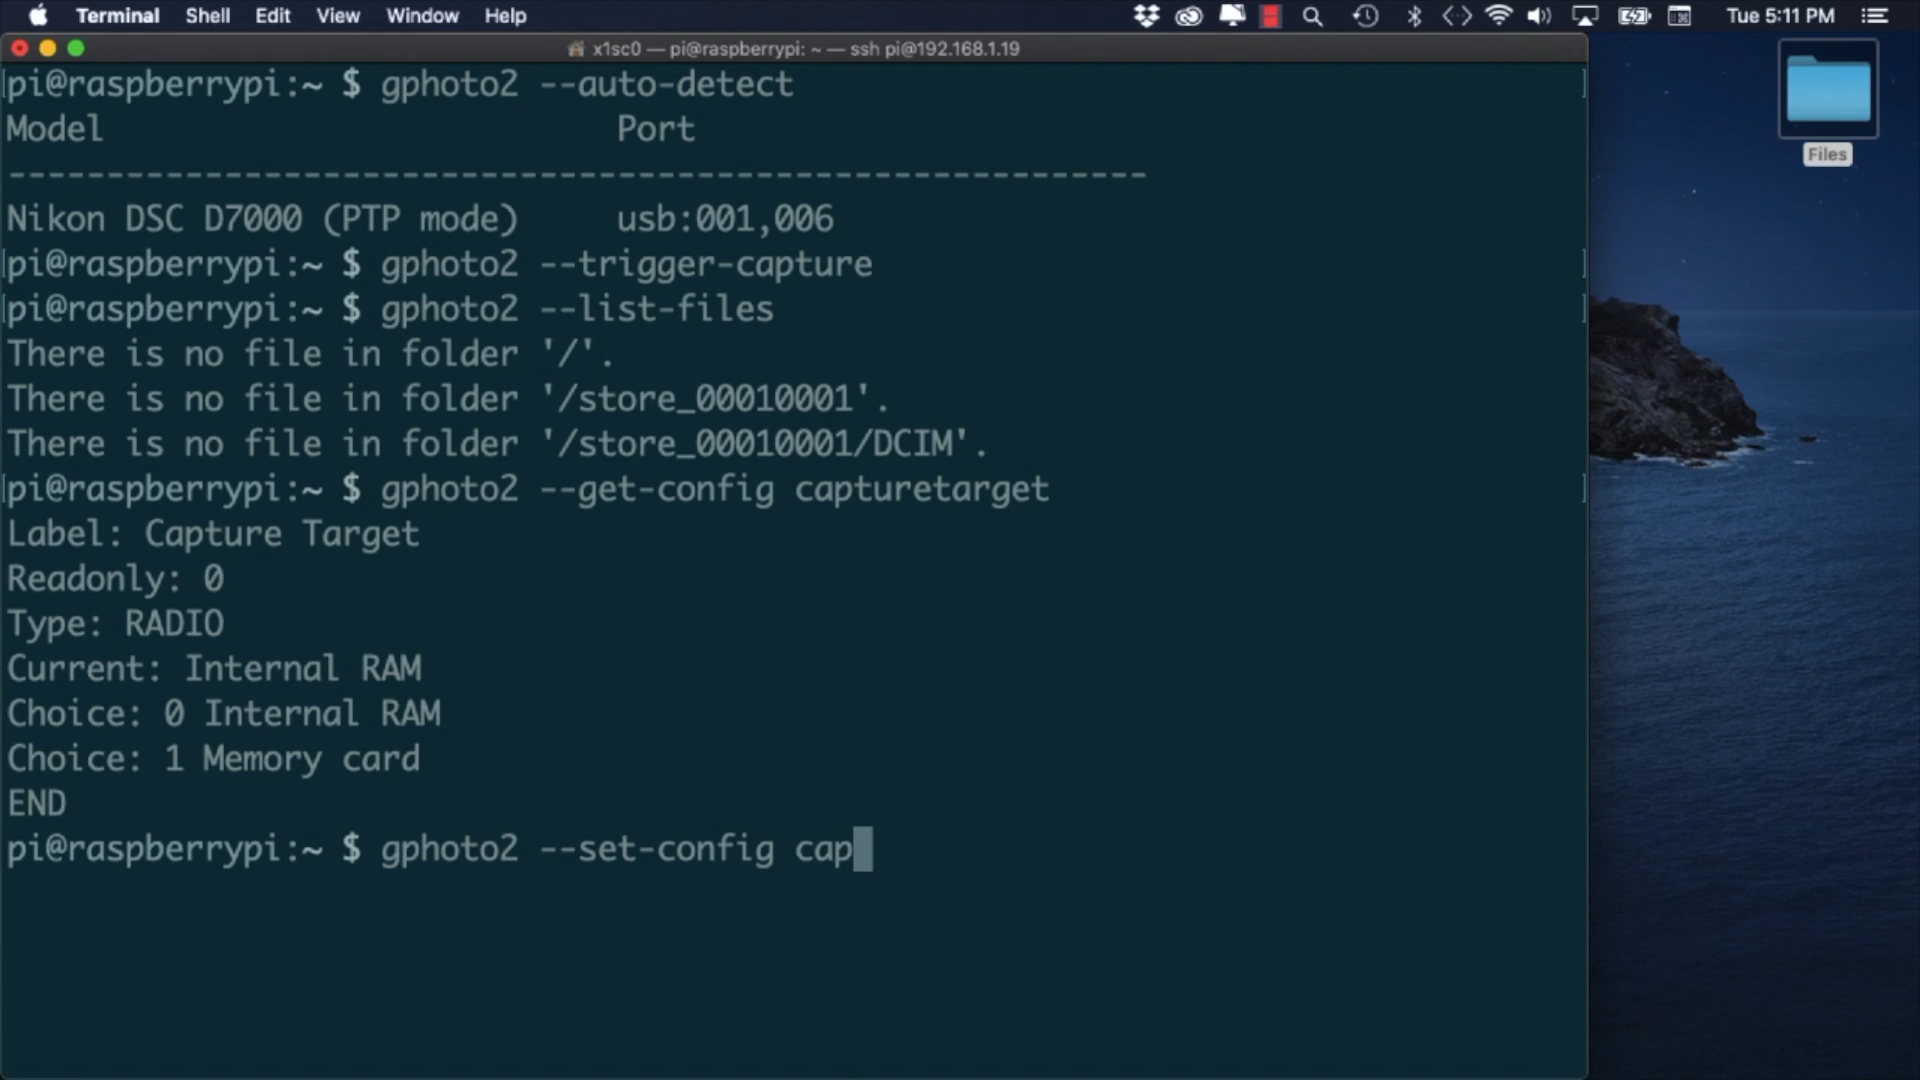 Terminal Shell Edit View Window Help Tue 5:11 PM
x1sc0 — pi@raspberrypi: ~ — ssh pi@192.168.1.19
Files
pi@raspberrypi:~ $ gphoto2 --auto-detect
Model Port
----------------------------------------------------------
Nikon DSC D7000 (PTP mode) usb:001,006
pi@raspberrypi:~ $ gphoto2 --trigger-capture
pi@raspberrypi:~ $ gphoto2 --list-files
There is no file in folder '/'.
There is no file in folder '/store_00010001'.
There is no file in folder '/store_00010001/DCIM'.
pi@raspberrypi:~ $ gphoto2 --get-config capturetarget
Label: Capture Target
Readonly: 0
Type: RADIO
Current: Internal RAM
Choice: 0 Internal RAM
Choice: 1 Memory card
END
pi@raspberrypi:~ $ gphoto2 --set-config cap